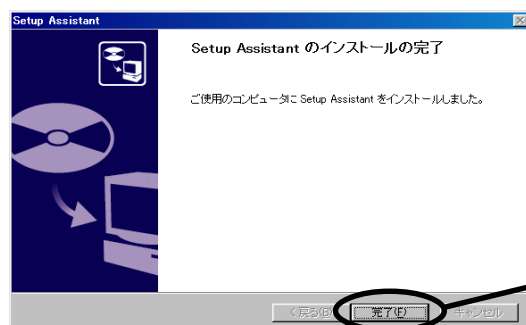 Setup Assistant
Setup Assistant のインストールの完了
ご使用のコンピュータに Setup Assistant をインストールしました。
< 戻る(B)
完了(F)
キャンセル